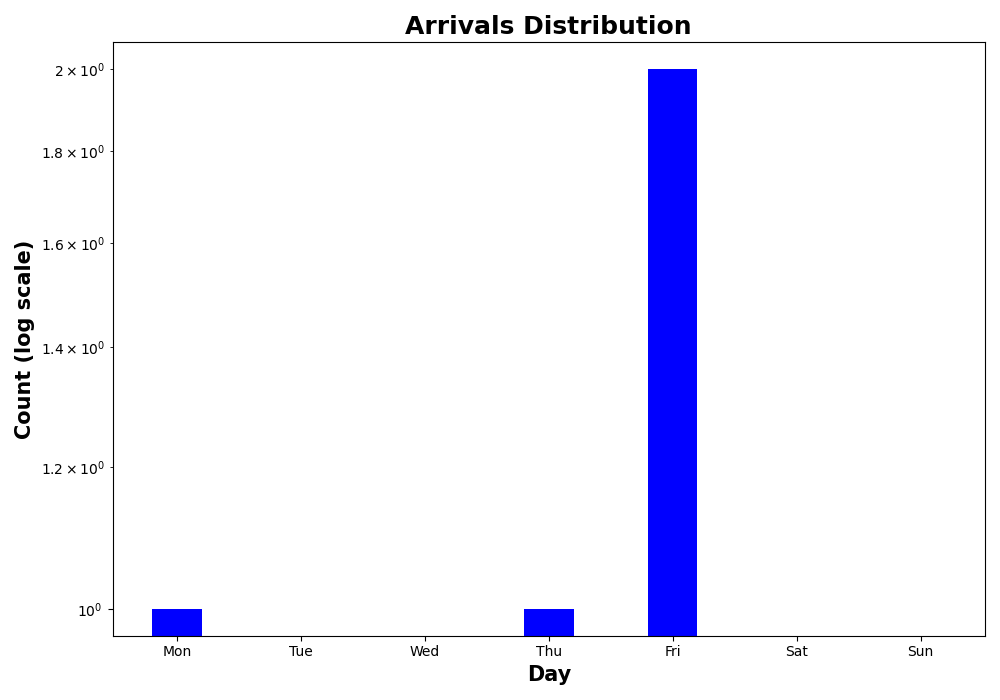 Arrivals Distribution
Count (log scale)
2 × 10⁰
1.8 × 10⁰
1.6 × 10⁰
1.4 × 10⁰
1.2 × 10⁰
10⁰
Mon Tue Wed Thu Fri Sat Sun
Day